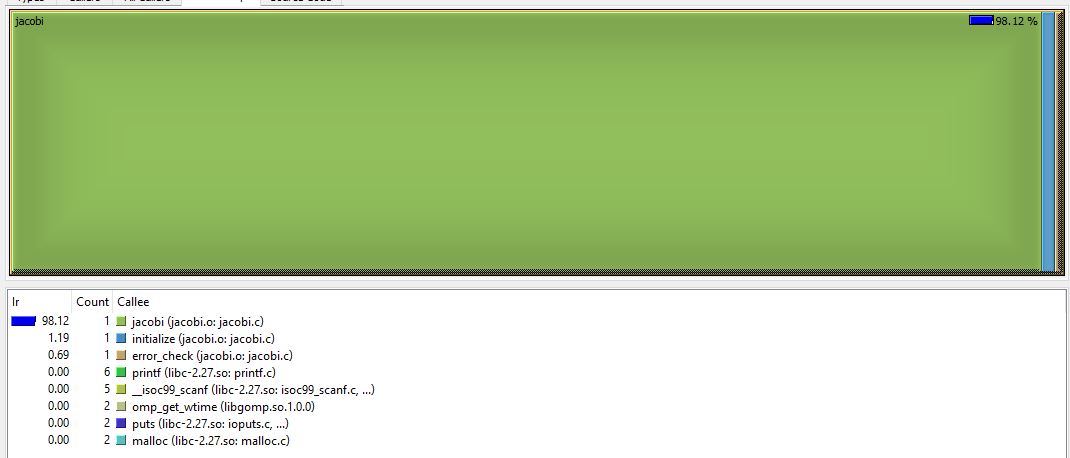 jacobi 98.12 %
Ir Count Callee
98.12 1 jacobi (jacobi.o: jacobi.c)
1.19 1 initialize (jacobi.o: jacobi.c)
0.69 1 error_check (jacobi.o: jacobi.c)
0.00 6 printf (libc-2.27.so: printf.c)
0.00 5 __isoc99_scanf (libc-2.27.so: isoc99_scanf.c, ...)
0.00 2 omp_get_wtime (libgomp.so.1.0.0)
0.00 2 puts (libc-2.27.so: ioputs.c, ...)
0.00 2 malloc (libc-2.27.so: malloc.c)